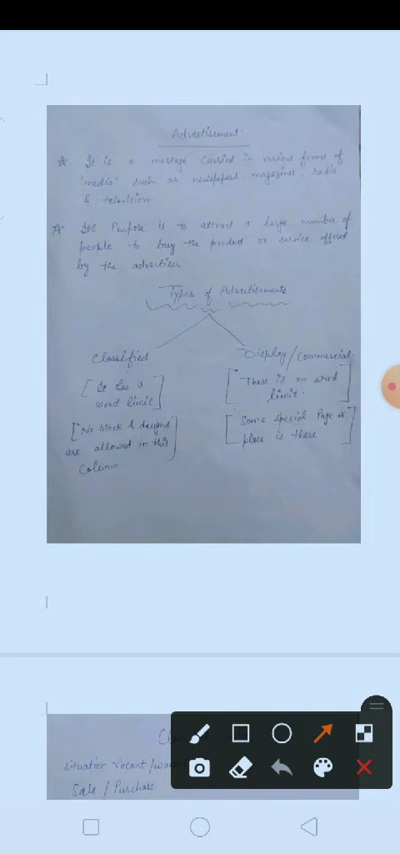 Advertisement
☆ It is a message carried in various forms of
'media' such as newspapers, magazines, radio
& television.
☆ Its Purpose is to attract a large number of
people to buy the product or service offered
by the advertiser.
Types of Advertisements
Classified
[It has a
word limit]
[No block & designs
are allowed in this
Column
Display/Commercial
[There is no word
limit.]
[Some special Page or
place is there]
Situation Vacant /
Sale / Purchase